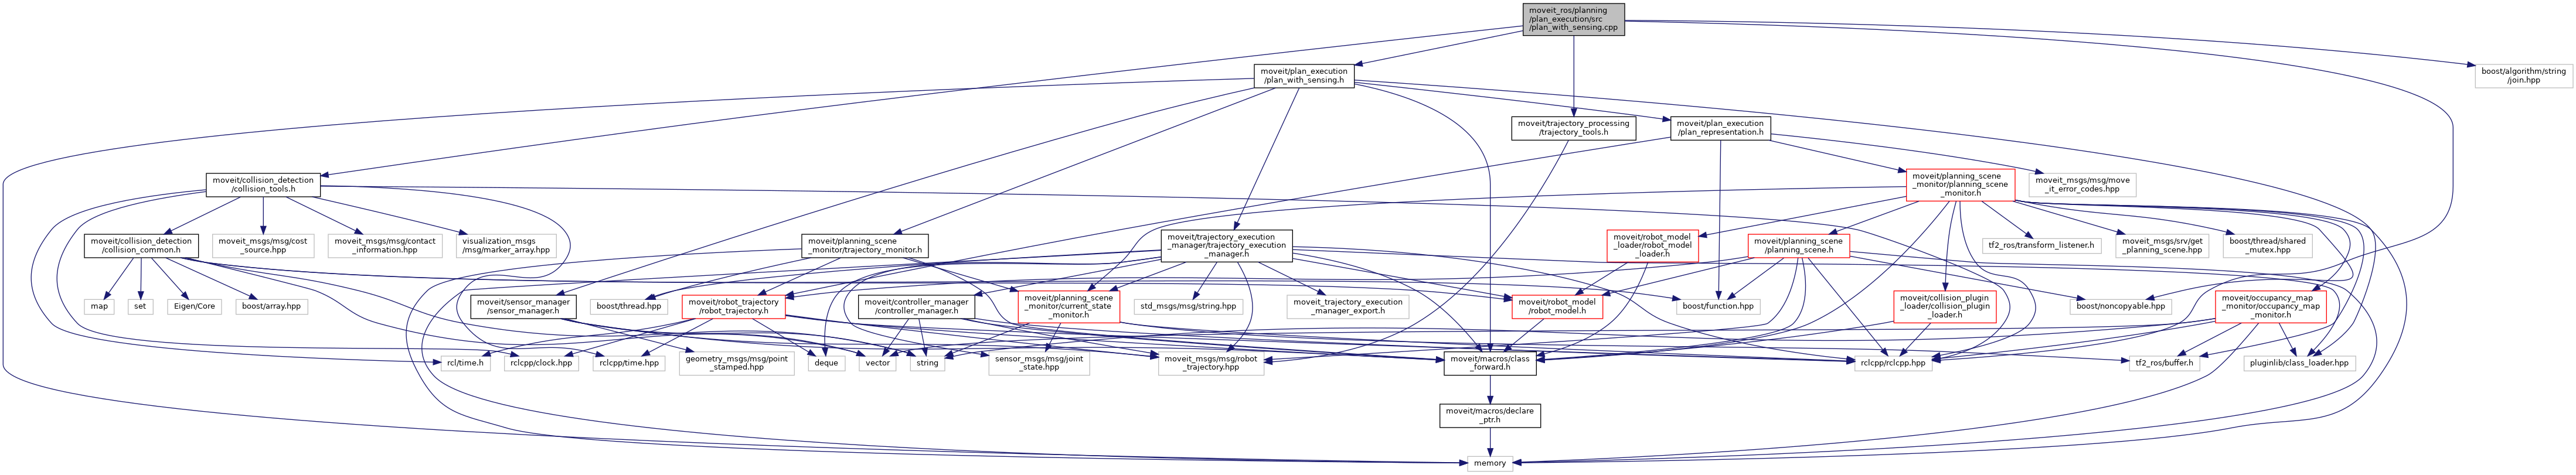 moveit_ros/planning
/plan_execution/src
/plan_with_sensing.cpp
moveit/plan_execution
/plan_with_sensing.h
boost/algorithm/string
/join.hpp
moveit/trajectory_processing
/trajectory_tools.h
moveit/plan_execution
/plan_representation.h
moveit/collision_detection
/collision_tools.h
moveit/planning_scene
_monitor/planning_scene
_monitor.h
moveit_msgs/msg/move
_it_error_codes.hpp
moveit/collision_detection
/collision_common.h
moveit_msgs/msg/cost
_source.hpp
moveit_msgs/msg/contact
_information.hpp
visualization_msgs
/msg/marker_array.hpp
moveit/planning_scene
_monitor/trajectory_monitor.h
moveit/trajectory_execution
_manager/trajectory_execution
_manager.h
moveit/robot_model
_loader/robot_model
_loader.h
moveit/planning_scene
/planning_scene.h
tf2_ros/transform_listener.h
moveit_msgs/srv/get
_planning_scene.hpp
boost/thread/shared
_mutex.hpp
map
set
Eigen/Core
boost/array.hpp
moveit/sensor_manager
/sensor_manager.h
boost/thread.hpp
moveit/robot_trajectory
/robot_trajectory.h
moveit/controller_manager
/controller_manager.h
moveit/planning_scene
_monitor/current_state
_monitor.h
std_msgs/msg/string.hpp
moveit_trajectory_execution
_manager_export.h
moveit/robot_model
/robot_model.h
boost/function.hpp
moveit/collision_plugin
_loader/collision_plugin
_loader.h
boost/noncopyable.hpp
moveit/occupancy_map
_monitor/occupancy_map
_monitor.h
rcl/time.h
rclcpp/clock.hpp
rclcpp/time.hpp
geometry_msgs/msg/point
_stamped.hpp
deque
vector
string
sensor_msgs/msg/joint
_state.hpp
moveit_msgs/msg/robot
_trajectory.hpp
moveit/macros/class
_forward.h
rclcpp/rclcpp.hpp
tf2_ros/buffer.h
pluginlib/class_loader.hpp
moveit/macros/declare
_ptr.h
memory